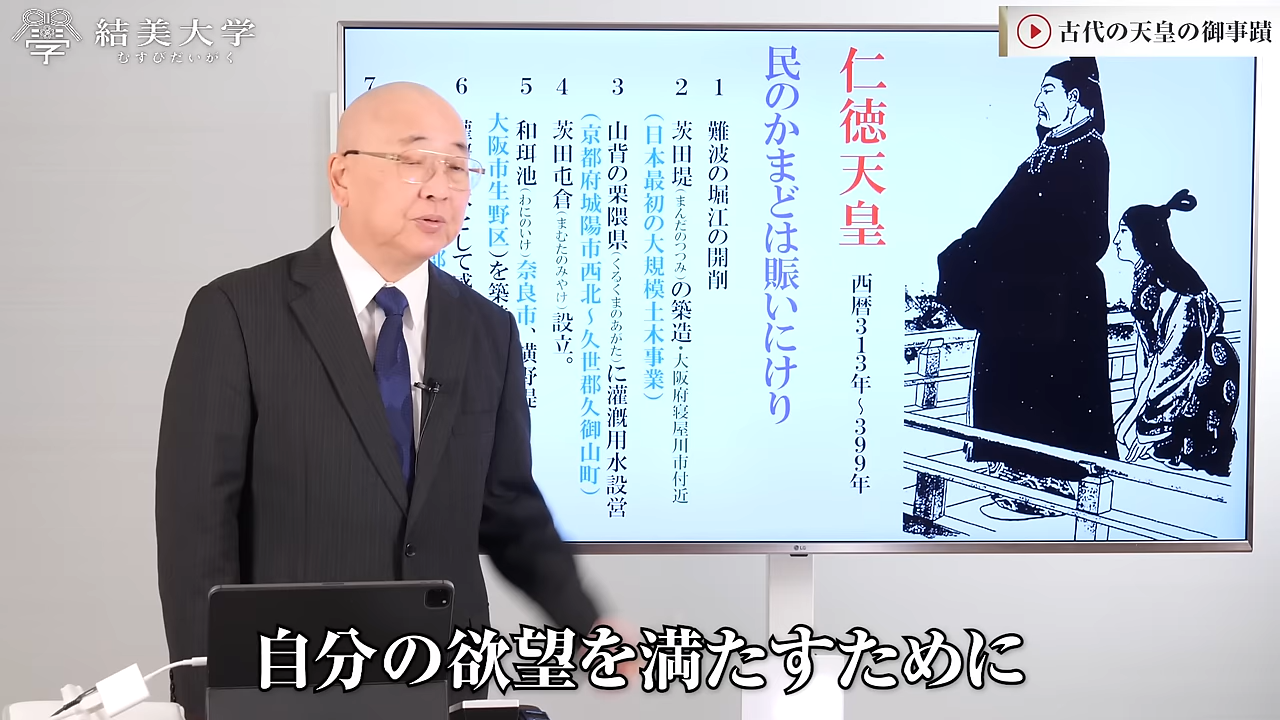 結美大学
むすびたいがく
古代の天皇の御事蹟
仁徳天皇 西暦313年～399年
民のかまどは賑いにけり
1 難波の堀江の開削
2 茨田堤(まんだのつつみ)の築造・大阪府寝屋川市付近
(日本最初の大規模土木事業)
3 山背の栗隈県(くるくまのあがた)に灌漑用水設営
(京都府城陽市西北～久世郡久御山町)
4 茨田屯倉(まむたのみやけ)設立。
5 和珥池(わにのいけ)奈良市、横野堤
大阪市生野区)を築
6
として
7
LG
自分の欲望を満たすために